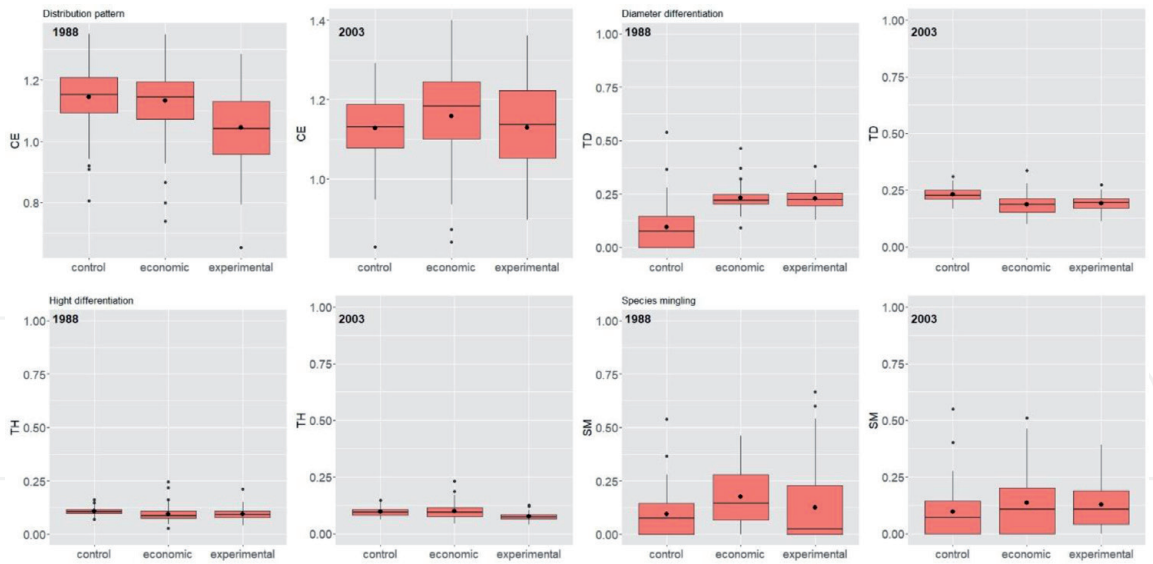 Distribution pattern
1988
CE
1.2
1.0
0.8
control economic experimental
2003
CE
1.4
1.2
1.0
control economic experimental
Diameter differentiation
1988
TD
1.00
0.75
0.50
0.25
0.00
control economic experimental
2003
TD
1.00
0.75
0.50
0.25
0.00
control economic experimental
Hight differentiation
1988
TH
1.00
0.75
0.50
0.25
0.00
control economic experimental
2003
TH
1.00
0.75
0.50
0.25
0.00
control economic experimental
Species mingling
1988
SM
1.00
0.75
0.50
0.25
0.00
control economic experimental
2003
SM
1.00
0.75
0.50
0.25
0.00
control economic experimental